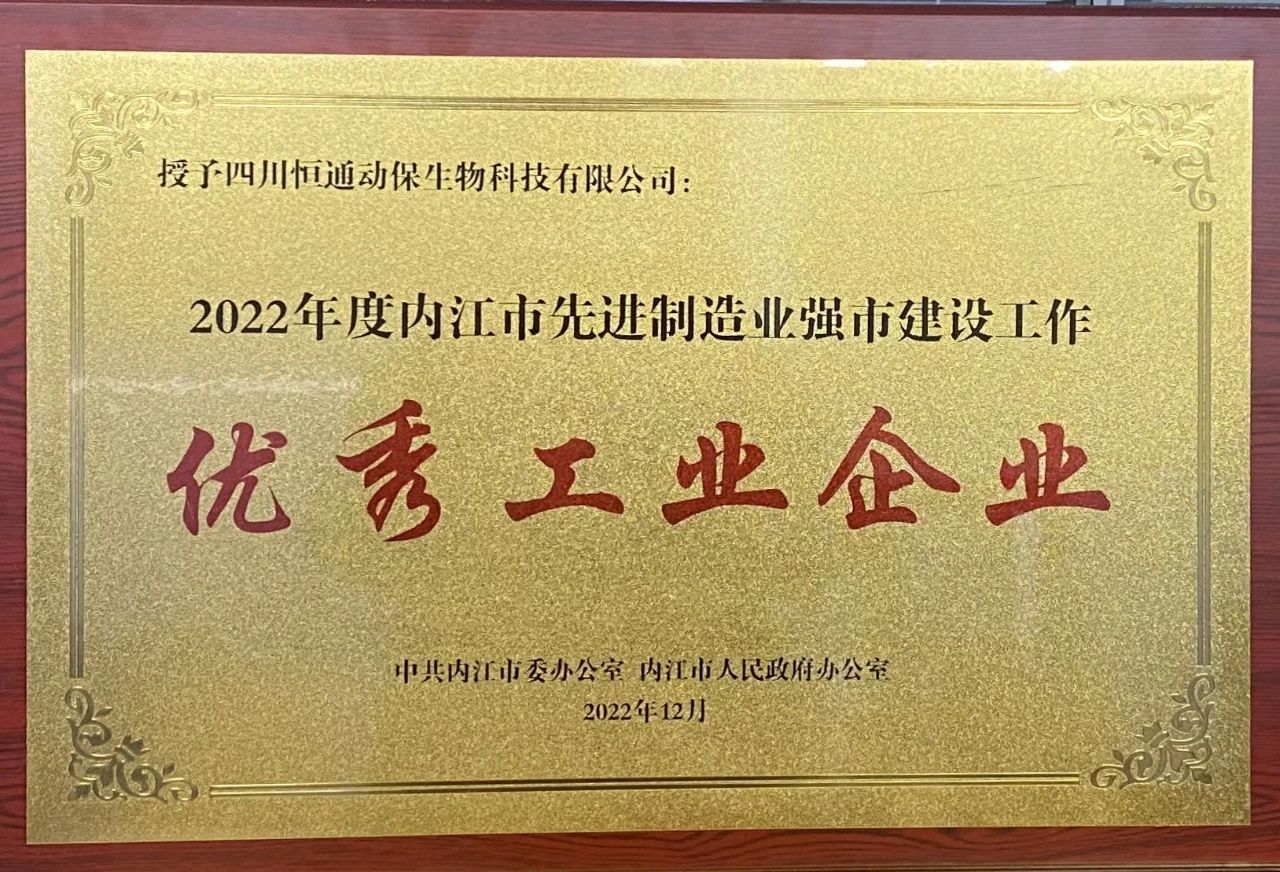 授予四川恒通动保生物科技有限公司：
2022年度内江市先进制造业强市建设工作
优秀工业企业
中共内江市委办公室 内江市人民政府办公室
2022年12月